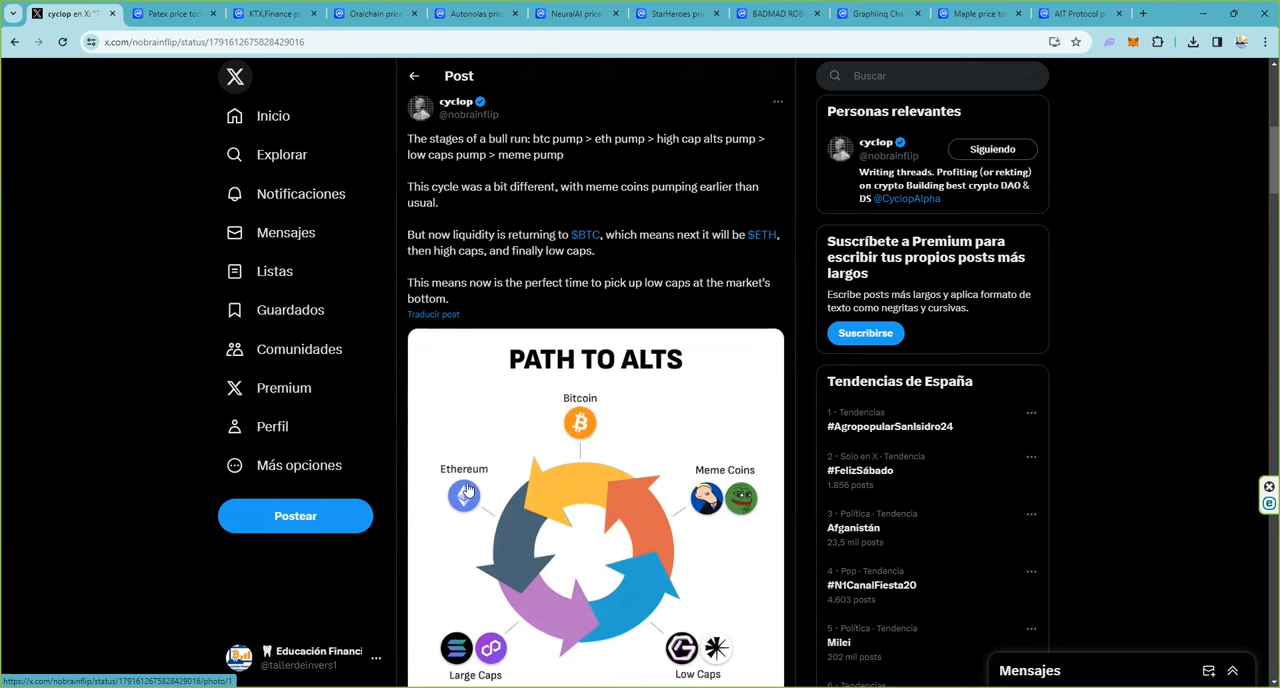 cyclop en X: "T
Patex price to
KTX.Finance p
Oraichain price
Autonolas pri
NeuralAI price
StarHeroes pr
BADMAD ROB
Graphlinq Cha
Maple price to
AIT Protocol p
x.com/nobrainflip/status/1791612675828429016
Inicio
Explorar
Notificaciones
Mensajes
Listas
Guardados
Comunidades
Premium
Perfil
Más opciones
Postear
Educación Financi
@tallerdeinvers1
https://x.com/nobrainflip/status/1791612675828429016/photo/1
Post
cyclop
@nobrainflip
The stages of a bull run: btc pump > eth pump > high cap alts pump >
low caps pump > meme pump
This cycle was a bit different, with meme coins pumping earlier than
usual.
But now liquidity is returning to $BTC, which means next it will be $ETH,
then high caps, and finally low caps.
This means now is the perfect time to pick up low caps at the market's
bottom.
Traducir post
PATH TO ALTS
Bitcoin
Ethereum
Meme Coins
Large Caps
Low Caps
Buscar
Personas relevantes
cyclop
@nobrainflip
Siguiendo
Writing threads. Profiting (or rekting)
on crypto Building best crypto DAO &
DS @CyclopAlpha
Suscríbete a Premium para
escribir tus propios posts más
largos
Escribe posts más largos y aplica formato de
texto como negritas y cursivas.
Suscribirse
Tendencias de España
1 · Tendencias
#AgropopularSanIsidro24
2 · Solo en X · Tendencia
#FelizSábado
1.856 posts
3 · Política · Tendencia
Afganistán
23,5 mil posts
4 · Pop · Tendencia
#N1CanalFiesta20
4.603 posts
5 · Política · Tendencia
Milei
202 mil posts
Mensajes